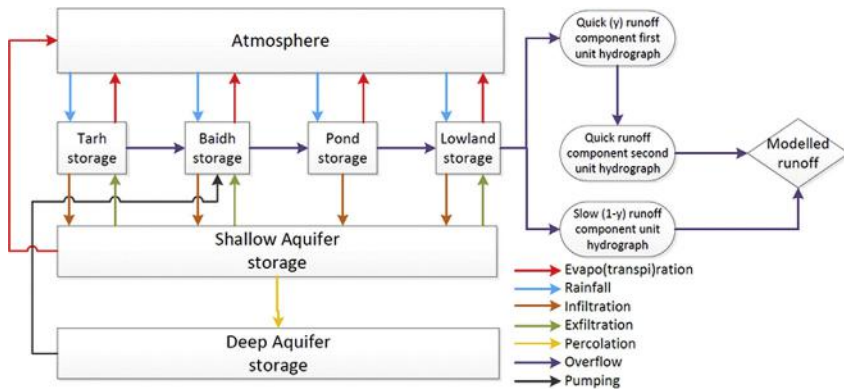 Atmosphere
Quick (y) runoff
component first
unit hydrograph
Tarh
storage
Baidh
storage
Pond
storage
Lowland
storage
Quick runoff
component second
unit hydrograph
Modelled
runoff
Slow (1-y) runoff
component unit
hydrograph
Shallow Aquifer
storage
Deep Aquifer
storage
Evapo(transpi)ration
Rainfall
Infiltration
Exfiltration
Percolation
Overflow
Pumping